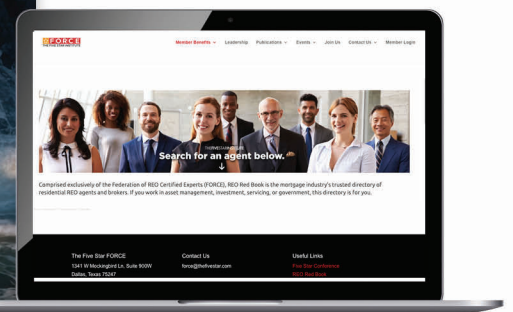 FORCE
THE FIVE STAR INSTITUTE
Member Benefits Leadership Publications Events Join Us Contact Us Member Login
Search for an agent below.
Comprised exclusively of the Federation of REO Certified Experts (FORCE), REO Red Book is the mortgage industry's trusted directory of
residential REO agents and brokers. If you work in asset management, investment, servicing, or government, this directory is for you.
The Five Star FORCE Contact Us Useful Links
1341 W Mockingbird Ln, Suite 900W force@thefivestar.com Five Star Conference
Dallas, Texas 75247 REO Red Book